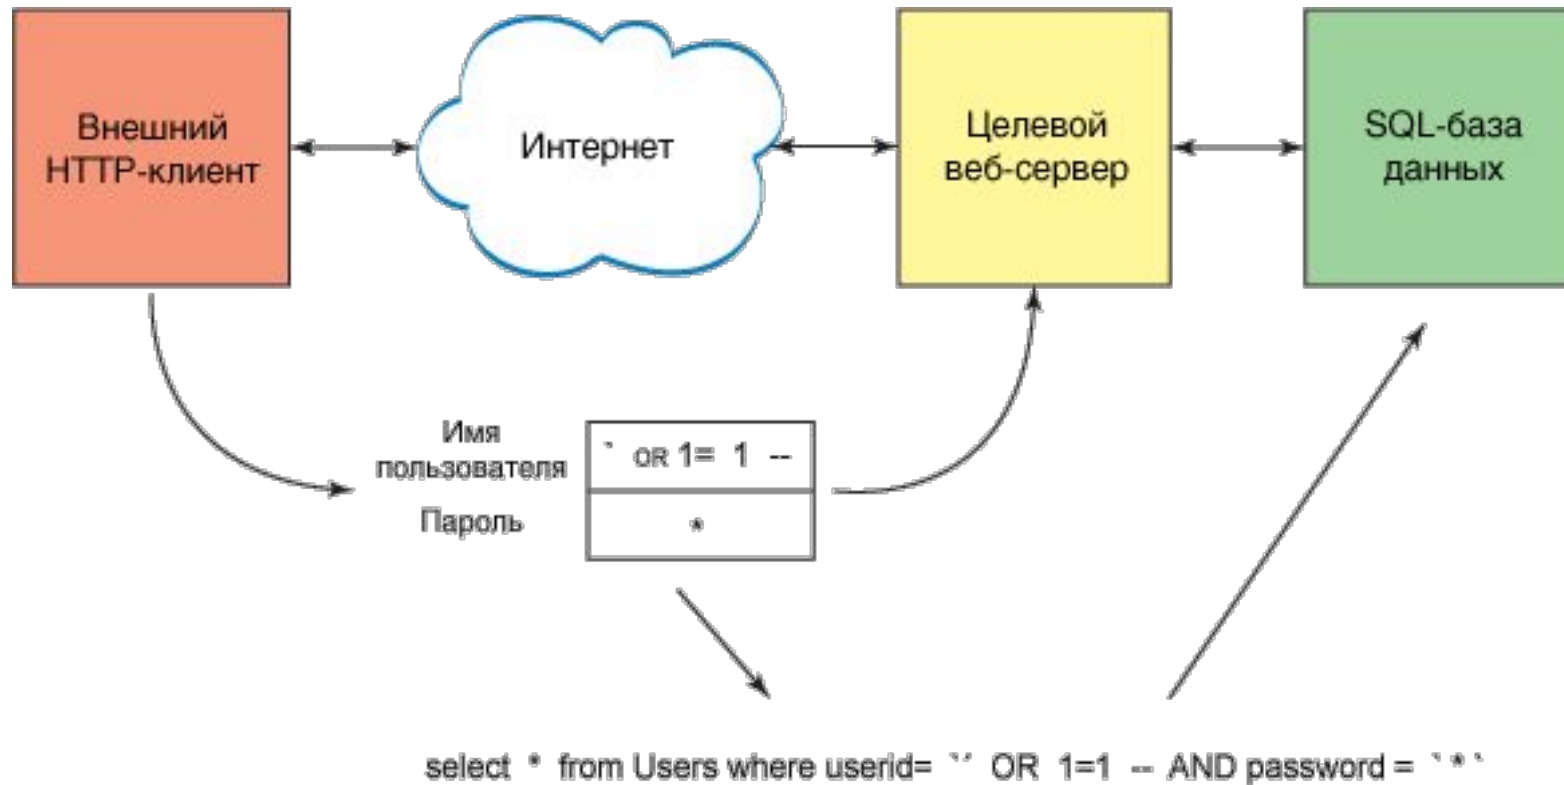 Внешний
HTTP-клиент
Интернет
Целевой
веб-сервер
SQL-база
данных
Имя
пользователя
` OR 1= 1 --
Пароль
*
select * from Users where userid= `´ OR 1=1 -- AND password = ` * `